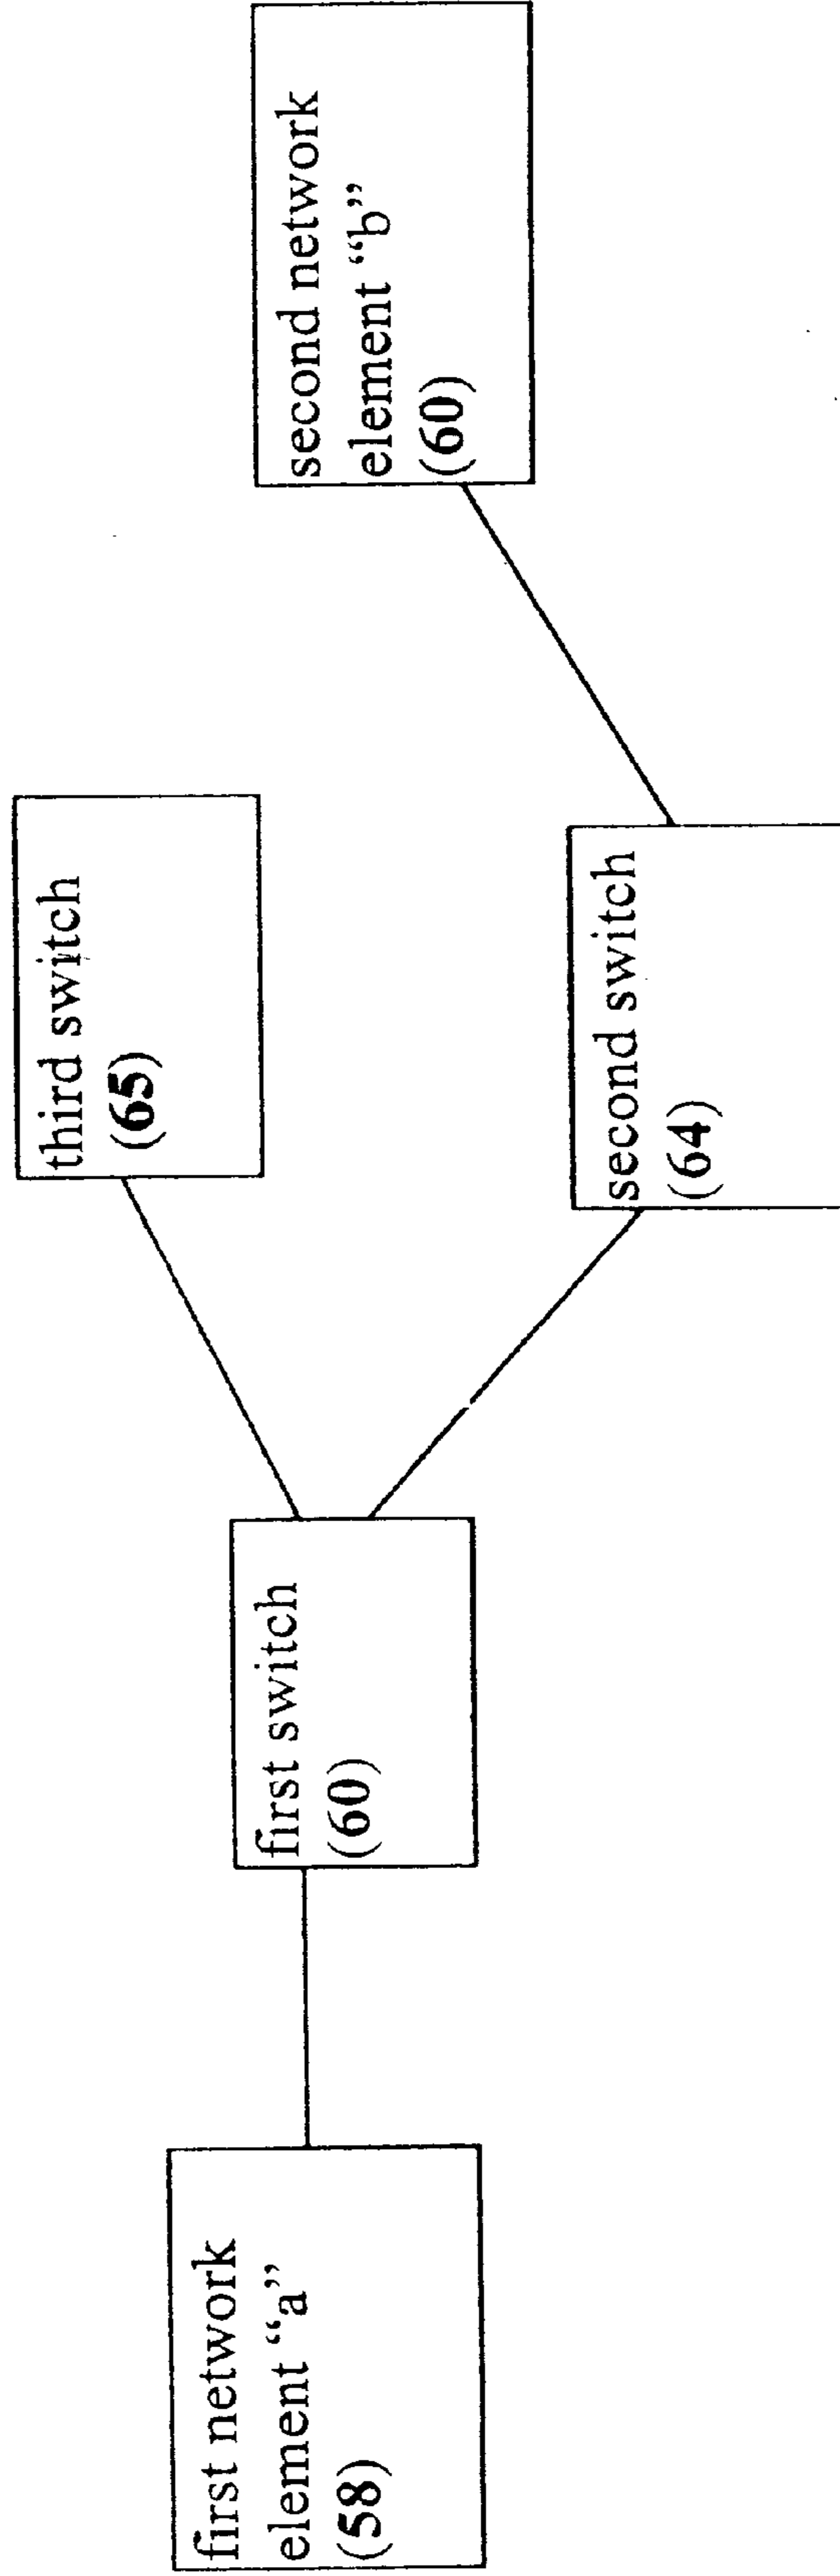 first network
element “a”
(58)
first switch
(60)
third switch
(65)
second switch
(64)
second network
element “b”
(60)